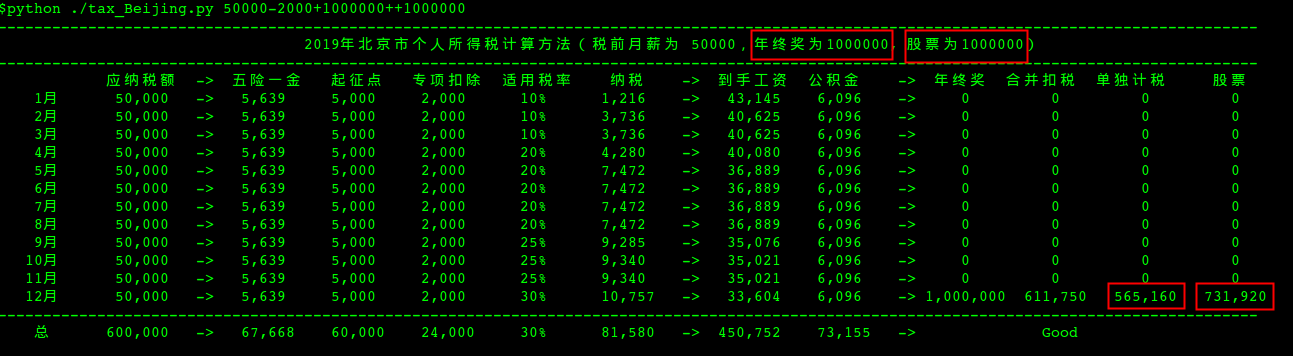 $python ./tax_Beijing.py 50000-2000+1000000++1000000
2019年北京市个人所得税计算方法(税前月薪为 50000, 年终奖为1000000, 股票为1000000)
应纳税额 -> 五险一金 起征点 专项扣除 适用税率 纳税 -> 到手工资 公积金 -> 年终奖 合并扣税 单独计税 股票
1月 50,000 -> 5,639 5,000 2,000 10% 1,216 -> 43,145 6,096 -> 0 0 0 0
2月 50,000 -> 5,639 5,000 2,000 10% 3,736 -> 40,625 6,096 -> 0 0 0 0
3月 50,000 -> 5,639 5,000 2,000 10% 3,736 -> 40,625 6,096 -> 0 0 0 0
4月 50,000 -> 5,639 5,000 2,000 20% 4,280 -> 40,080 6,096 -> 0 0 0 0
5月 50,000 -> 5,639 5,000 2,000 20% 7,472 -> 36,889 6,096 -> 0 0 0 0
6月 50,000 -> 5,639 5,000 2,000 20% 7,472 -> 36,889 6,096 -> 0 0 0 0
7月 50,000 -> 5,639 5,000 2,000 20% 7,472 -> 36,889 6,096 -> 0 0 0 0
8月 50,000 -> 5,639 5,000 2,000 20% 7,472 -> 36,889 6,096 -> 0 0 0 0
9月 50,000 -> 5,639 5,000 2,000 25% 9,285 -> 35,076 6,096 -> 0 0 0 0
10月 50,000 -> 5,639 5,000 2,000 25% 9,340 -> 35,021 6,096 -> 0 0 0 0
11月 50,000 -> 5,639 5,000 2,000 25% 9,340 -> 35,021 6,096 -> 0 0 0 0
12月 50,000 -> 5,639 5,000 2,000 30% 10,757 -> 33,604 6,096 -> 1,000,000 611,750 565,160 731,920
总 600,000 -> 67,668 60,000 24,000 30% 81,580 -> 450,752 73,155 -> Good